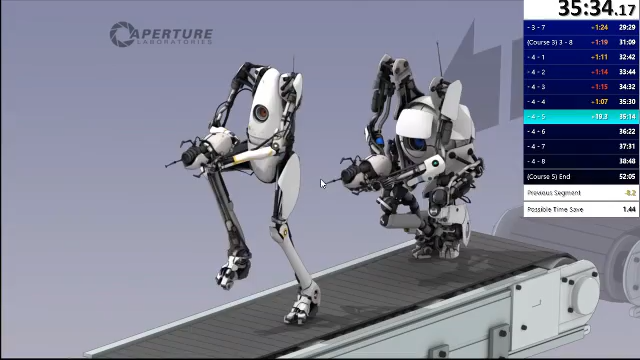 APERTURE
LABORATORIES
35:34.17
- 3 - 7 +1:24 29:29
(Course 3) 3 - 8 +1:19 31:09
- 4 - 1 +1:11 32:42
- 4 - 2 +1:14 33:44
- 4 - 3 +1:15 34:32
- 4 - 4 +1:07 35:30
- 4 - 5 +19.3 35:14
- 4 - 6 36:22
- 4 - 7 37:31
- 4 - 8 38:48
(Course 5) End 52:05
Previous Segment -8.2
Possible Time Save 1.44